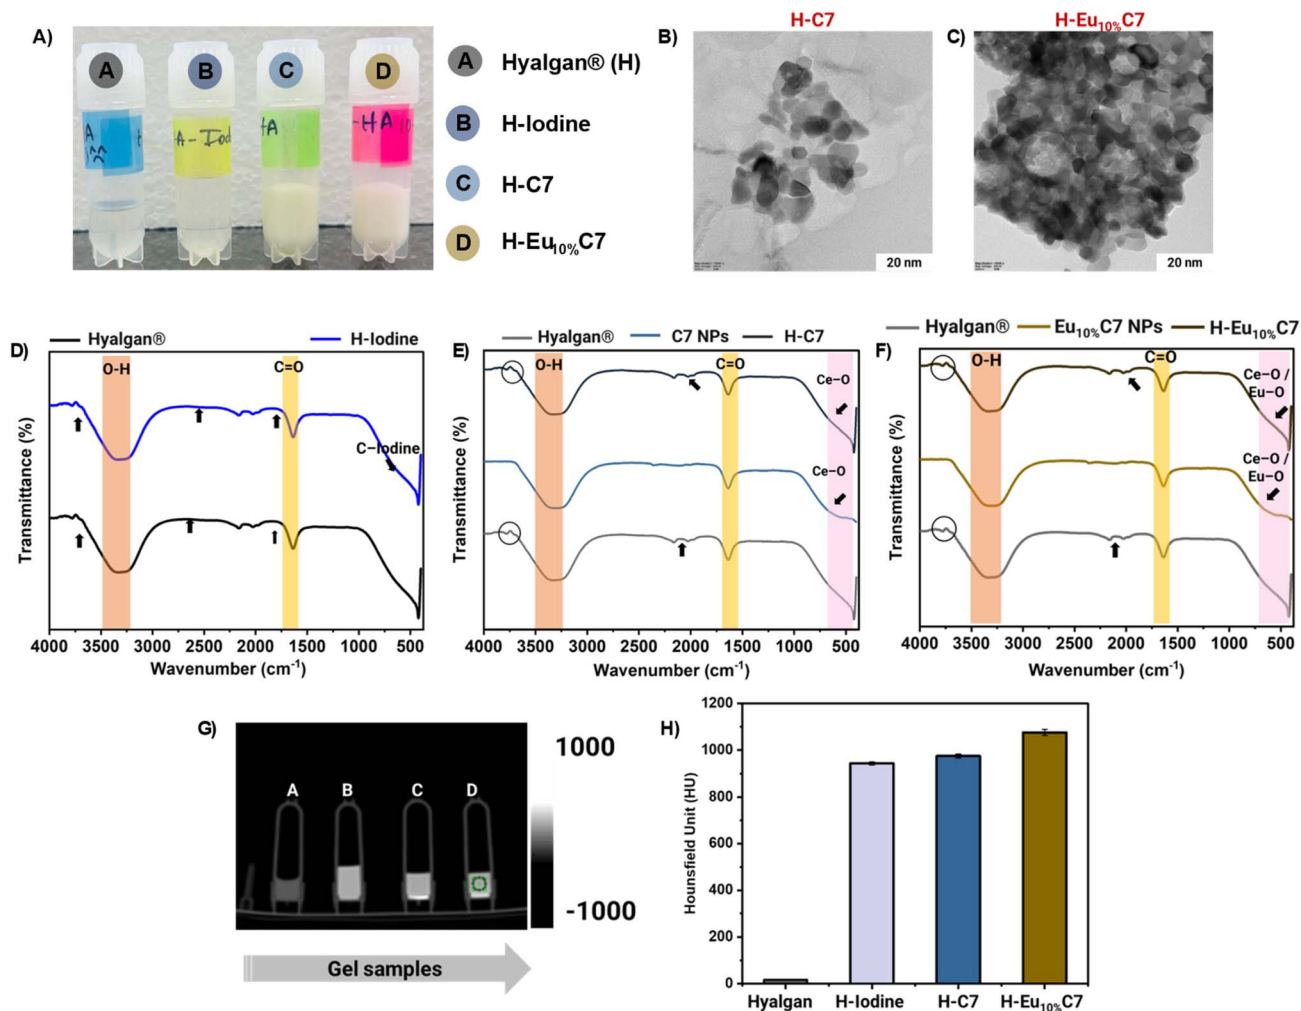 A)
A
B
C
D
A
A - Iod
HA
-HA 10
A Hyalgan® (H)
B H-Iodine
C H-C7
D H-Eu10%C7
H-C7
B)
20 nm
H-Eu10%C7
C)
20 nm
D)
Hyalgan® H-Iodine
O-H
C=O
C–Iodine
Transmittance (%)
4000 3500 3000 2500 2000 1500 1000 500
Wavenumber (cm-1)
E)
Hyalgan® C7 NPs H-C7
O-H
C=O
Ce–O
Ce–O
Transmittance (%)
4000 3500 3000 2500 2000 1500 1000 500
Wavenumber (cm-1)
F)
Hyalgan® Eu10%C7 NPs H-Eu10%C7
O-H
C=O
Ce–O /
Eu–O
Ce–O /
Eu–O
Transmittance (%)
4000 3500 3000 2500 2000 1500 1000 500
Wavenumber (cm-1)
G)
A B C D
1000
-1000
Gel samples
H)
Hounsfield Unit (HU)
1200
1000
800
600
400
200
0
Hyalgan H-Iodine H-C7 H-Eu10%C7